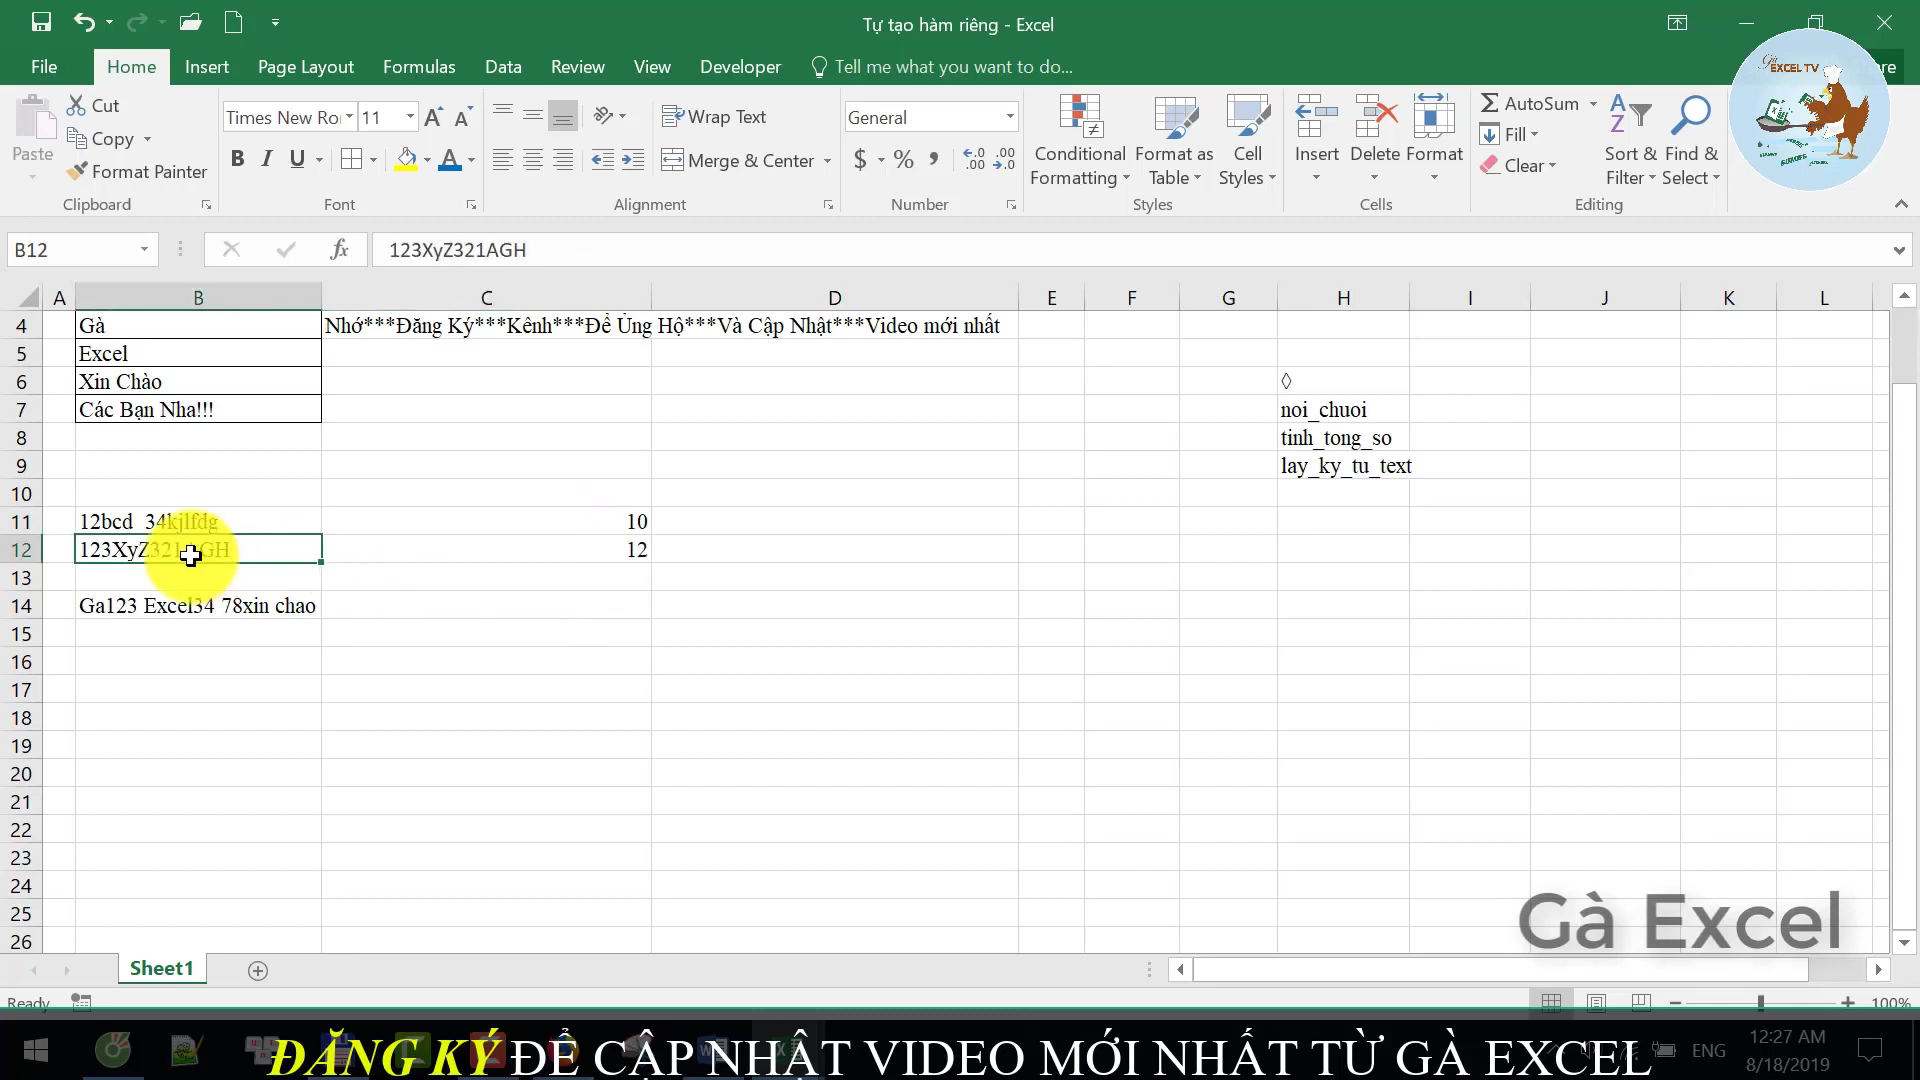 Tự tạo hàm riêng - Excel
File Home Insert Page Layout Formulas Data Review View Developer Tell me what you want to do...
EXCEL TV
Paste
Cut
Copy
Format Painter
Clipboard
Times New Ro 11
B I U
Font
Wrap Text
Merge & Center
Alignment
General
$ % ,
Number
Conditional Formatting
Format as Table
Cell Styles
Styles
Insert
Delete
Format
Cells
AutoSum
Fill
Clear
Sort & Filter
Find & Select
Editing
B12 fx 123XyZ321AGH
A B C D E F G H I J K L
4 Gà Nhớ***Đăng Ký***Kênh***Để Ủng Hộ***Và Cập Nhật***Video mới nhất
5 Excel
6 Xin Chào ◊
7 Các Bạn Nha!!! noi_chuoi
8 tinh_tong_so
9 lay_ky_tu_text
10
11 12bcd 34kjlfdg 10
12 123XyZ321AGH 12
13
14 Ga123 Excel34 78xin chao
15
16
17
18
19
20
21
22
23
24
25
26
Gà Excel
Sheet1
Ready 100%
ĐĂNG KÝ ĐỂ CẬP NHẬT VIDEO MỚI NHẤT TỪ GÀ EXCEL
ENG
12:27 AM
8/18/2019